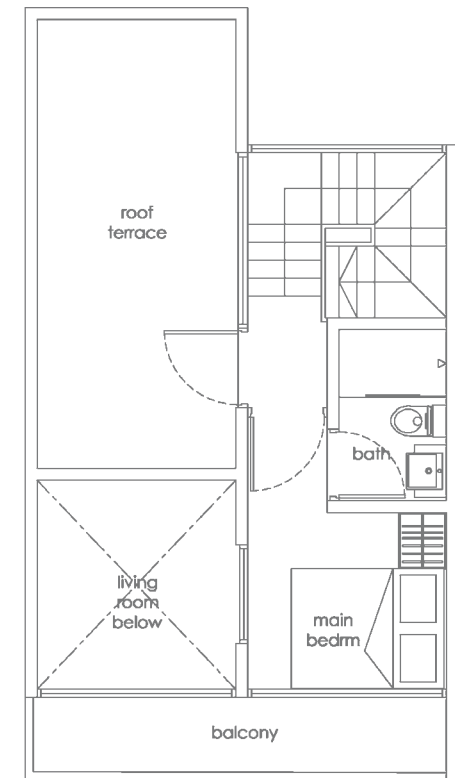 roof
terrace
bath
living
room
below
main
bedrm
balcony